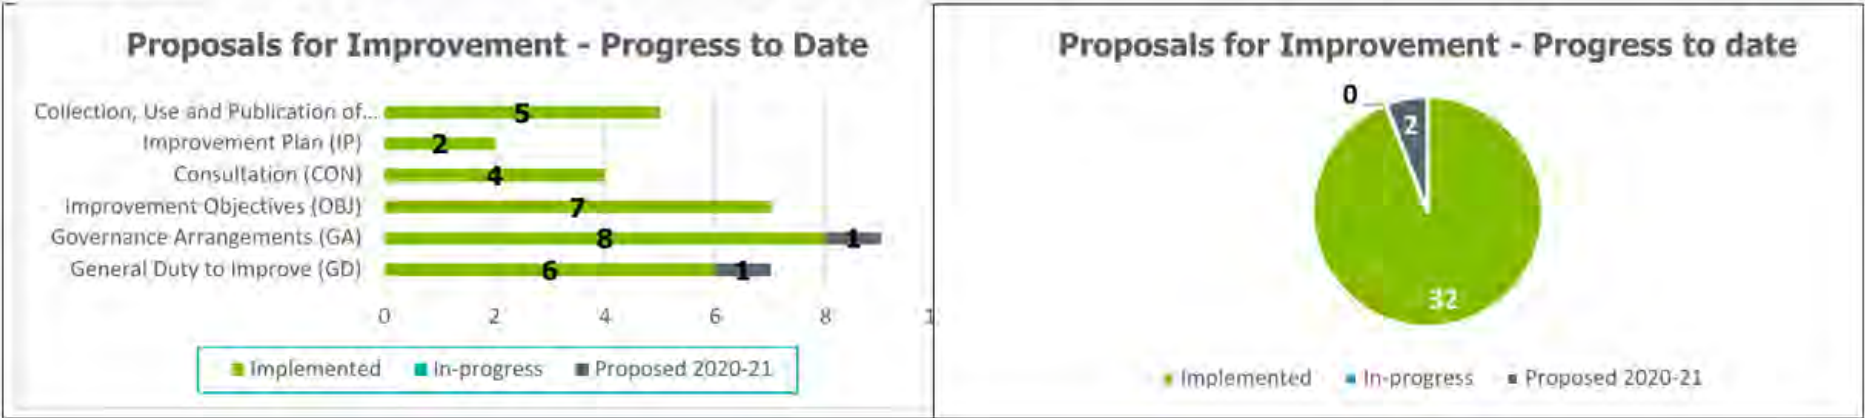 Proposals for Improvement - Progress to Date
Collection, Use and Publication of...
5
Improvement Plan (IP)
2
Consultation (CON)
4
Improvement Objectives (OBJ)
7
Governance Arrangements (GA)
8 1
General Duty to Improve (GD)
6 1
0 2 4 6 8 1
Implemented In-progress Proposed 2020-21
Proposals for Improvement - Progress to date
0
2
32
Implemented In-progress Proposed 2020-21